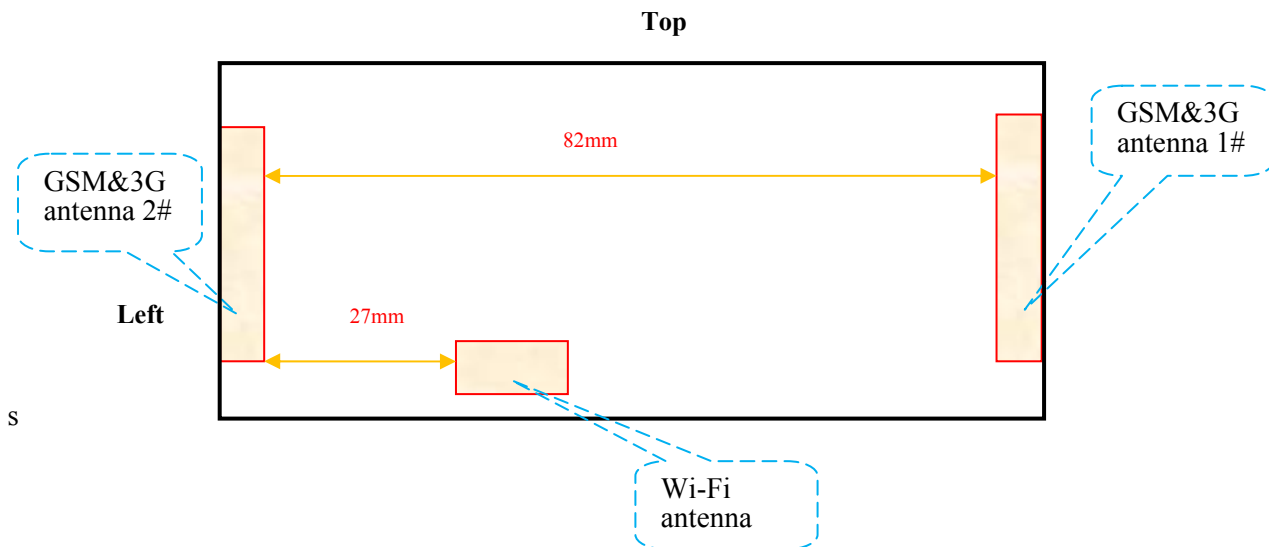 Top
GSM&3G
antenna 1#
82mm
GSM&3G
antenna 2#
Left
27mm
s
Wi-Fi
antenna